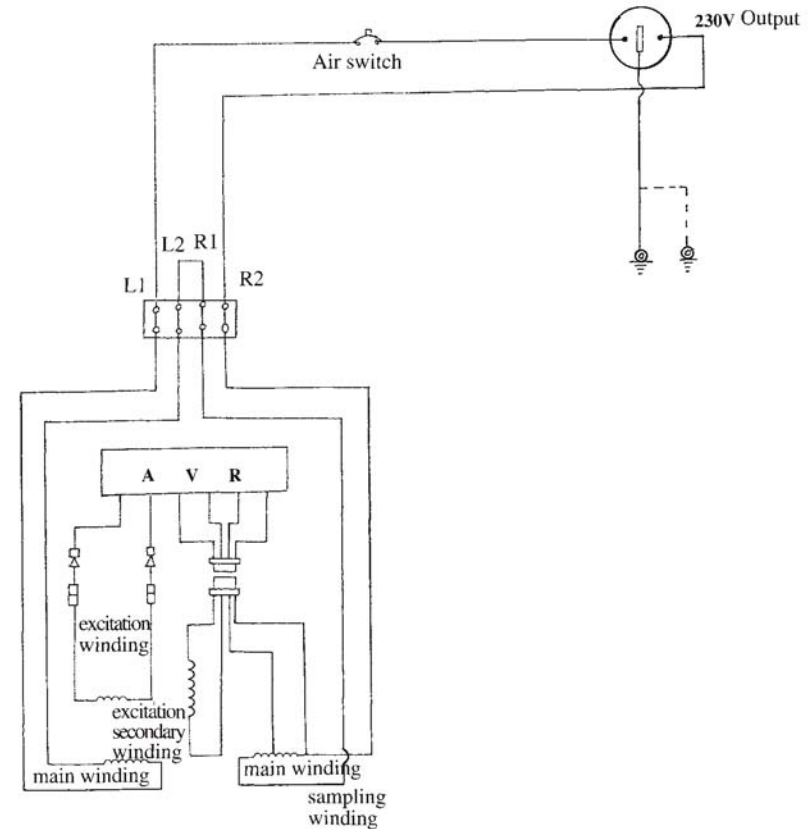 230V Output
Air switch
L2 R1
L1
R2
A V R
excitation
winding
excitation
secondary
winding
main winding
main winding
sampling
winding